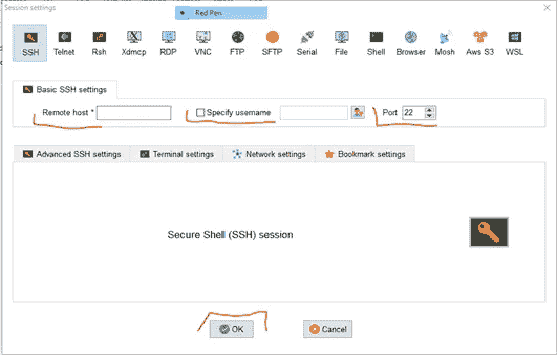 Session settings
Red Pen
SSH Telnet Rsh Xdmcp RDP VNC FTP SFTP Serial File Shell Browser Mosh Aws S3 WSL
Basic SSH settings
Remote host * Specify username Port 22
Advanced SSH settings Terminal settings Network settings Bookmark settings
Secure Shell (SSH) session
OK Cancel